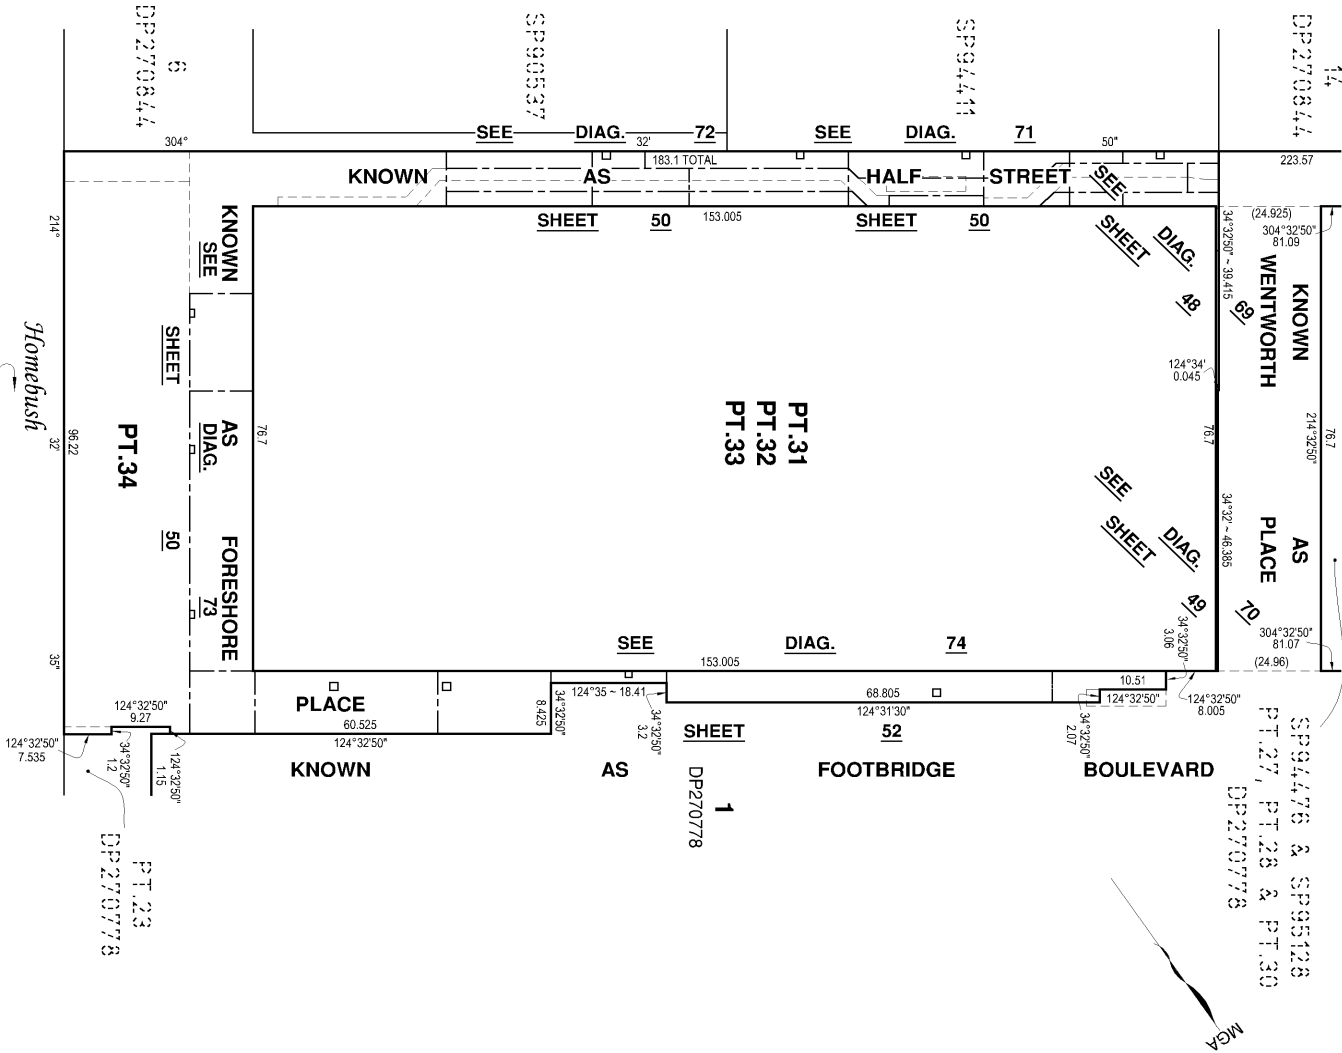 6
DP270844
SP90537
SP94411
14
DP270844
SEE DIAG. 72
SEE DIAG. 71
304° 32' 50"
183.1 TOTAL
223.57
KNOWN AS HALF STREET
SHEET 50
153.005
SHEET 50
SEE DIAG. 69
SHEET 48
(24.925)
304°32'50"
81.09
34°32'50" ~ 39.415
KNOWN AS
WENTWORTH PLACE
214°32'50"
76.7
124°34'
0.045
76.7
34°32' ~ 46.385
SEE DIAG. 70
SHEET 49
304°32'50"
81.07
(24.96)
214° 32' 35"
96.22
Homebush
KNOWN AS FORESHORE
SEE DIAG. 73
SHEET 50
PT.34
76.7
PT.31
PT.32
PT.33
SEE DIAG. 74
153.005
34°32'50"
3.06
PLACE
60.525
124°32'50"
34°32'50"
8.425
124°35 ~ 18.41
34°32'50"
3.2
68.805
124°31'30"
10.51
124°32'50"
34°32'50"
2.07
124°32'50"
8.005
SHEET 52
124°32'50"
9.27
124°32'50"
7.535
34°32'50"
1.2
124°32'50"
1.15
KNOWN AS FOOTBRIDGE BOULEVARD
1
DP270778
PT.23
DP270778
SP94476 & SP95128
PT.27, PT.28 & PT.30
DP270778
MGA